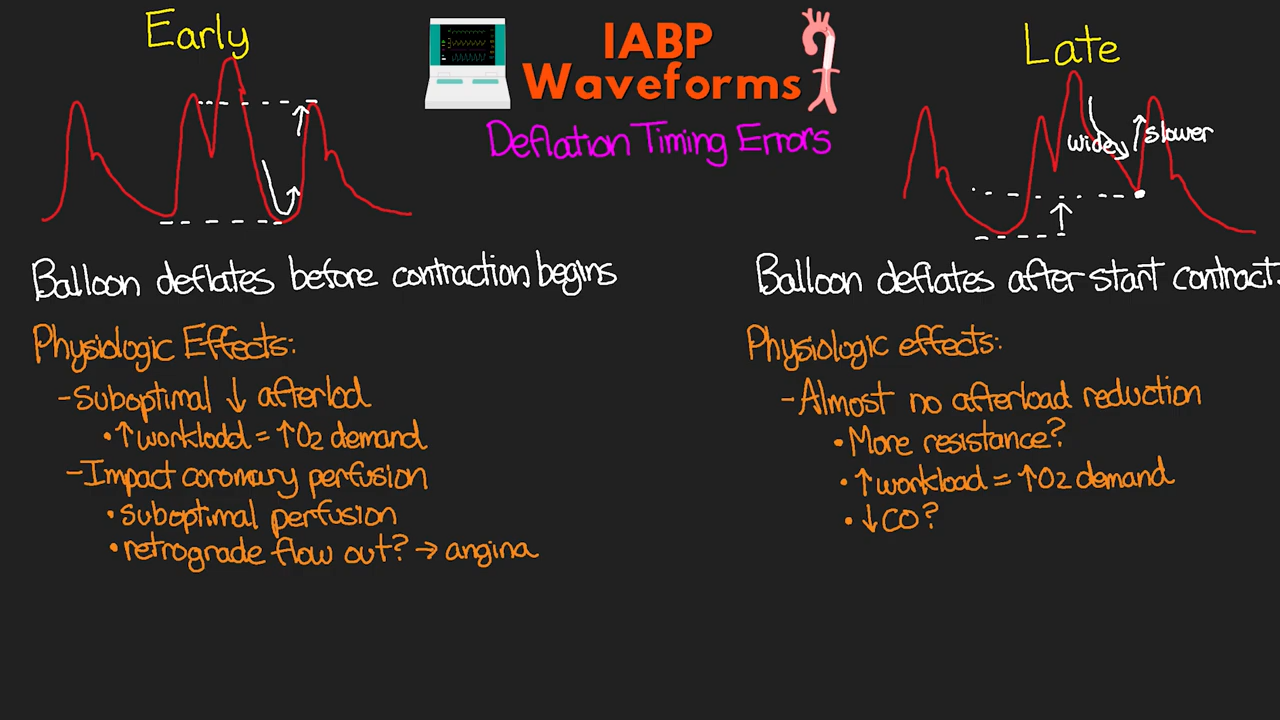 Early
IABP
Waveforms
Deflation Timing Errors
Late
wide
slower
Balloon deflates before contraction begins
Physiologic Effects:
-Suboptimal ↓ afterlod
•↑workload = ↑O2 demand
-Impact coronary perfusion
•suboptimal perfusion
•retrograde flow out? → angina
Balloon deflates after start contract.
Physiologic effects:
-Almost no afterload reduction
•More resistance?
•↑workload = ↑O2 demand
•↓CO?